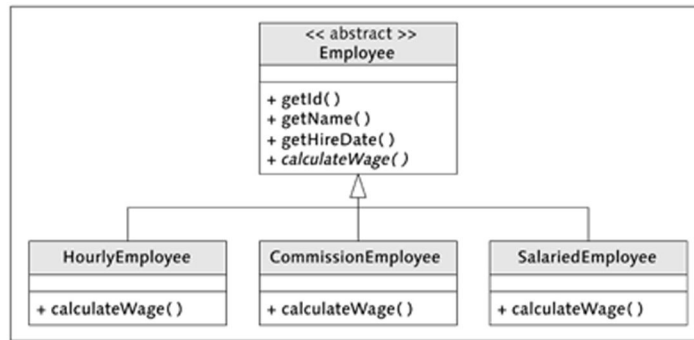 << abstract >>
Employee
+ getId()
+ getName()
+ getHireDate()
+ calculateWage()
HourlyEmployee
+ calculateWage()
CommissionEmployee
+ calculateWage()
SalariedEmployee
+ calculateWage()